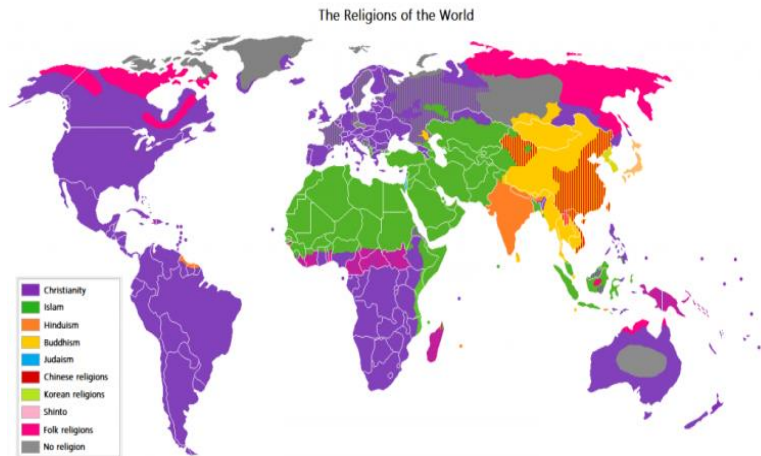 The Religions of the World
Christianity
Islam
Hinduism
Buddhism
Judaism
Chinese religions
Korean religions
Shinto
Folk religions
No religion